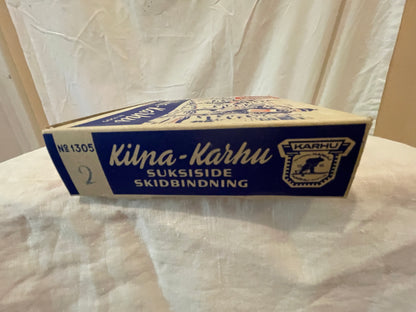 Nº 1305
2
Kilpa-Karhu
SUKSISIDE
SKIDBINDNING
KARHU